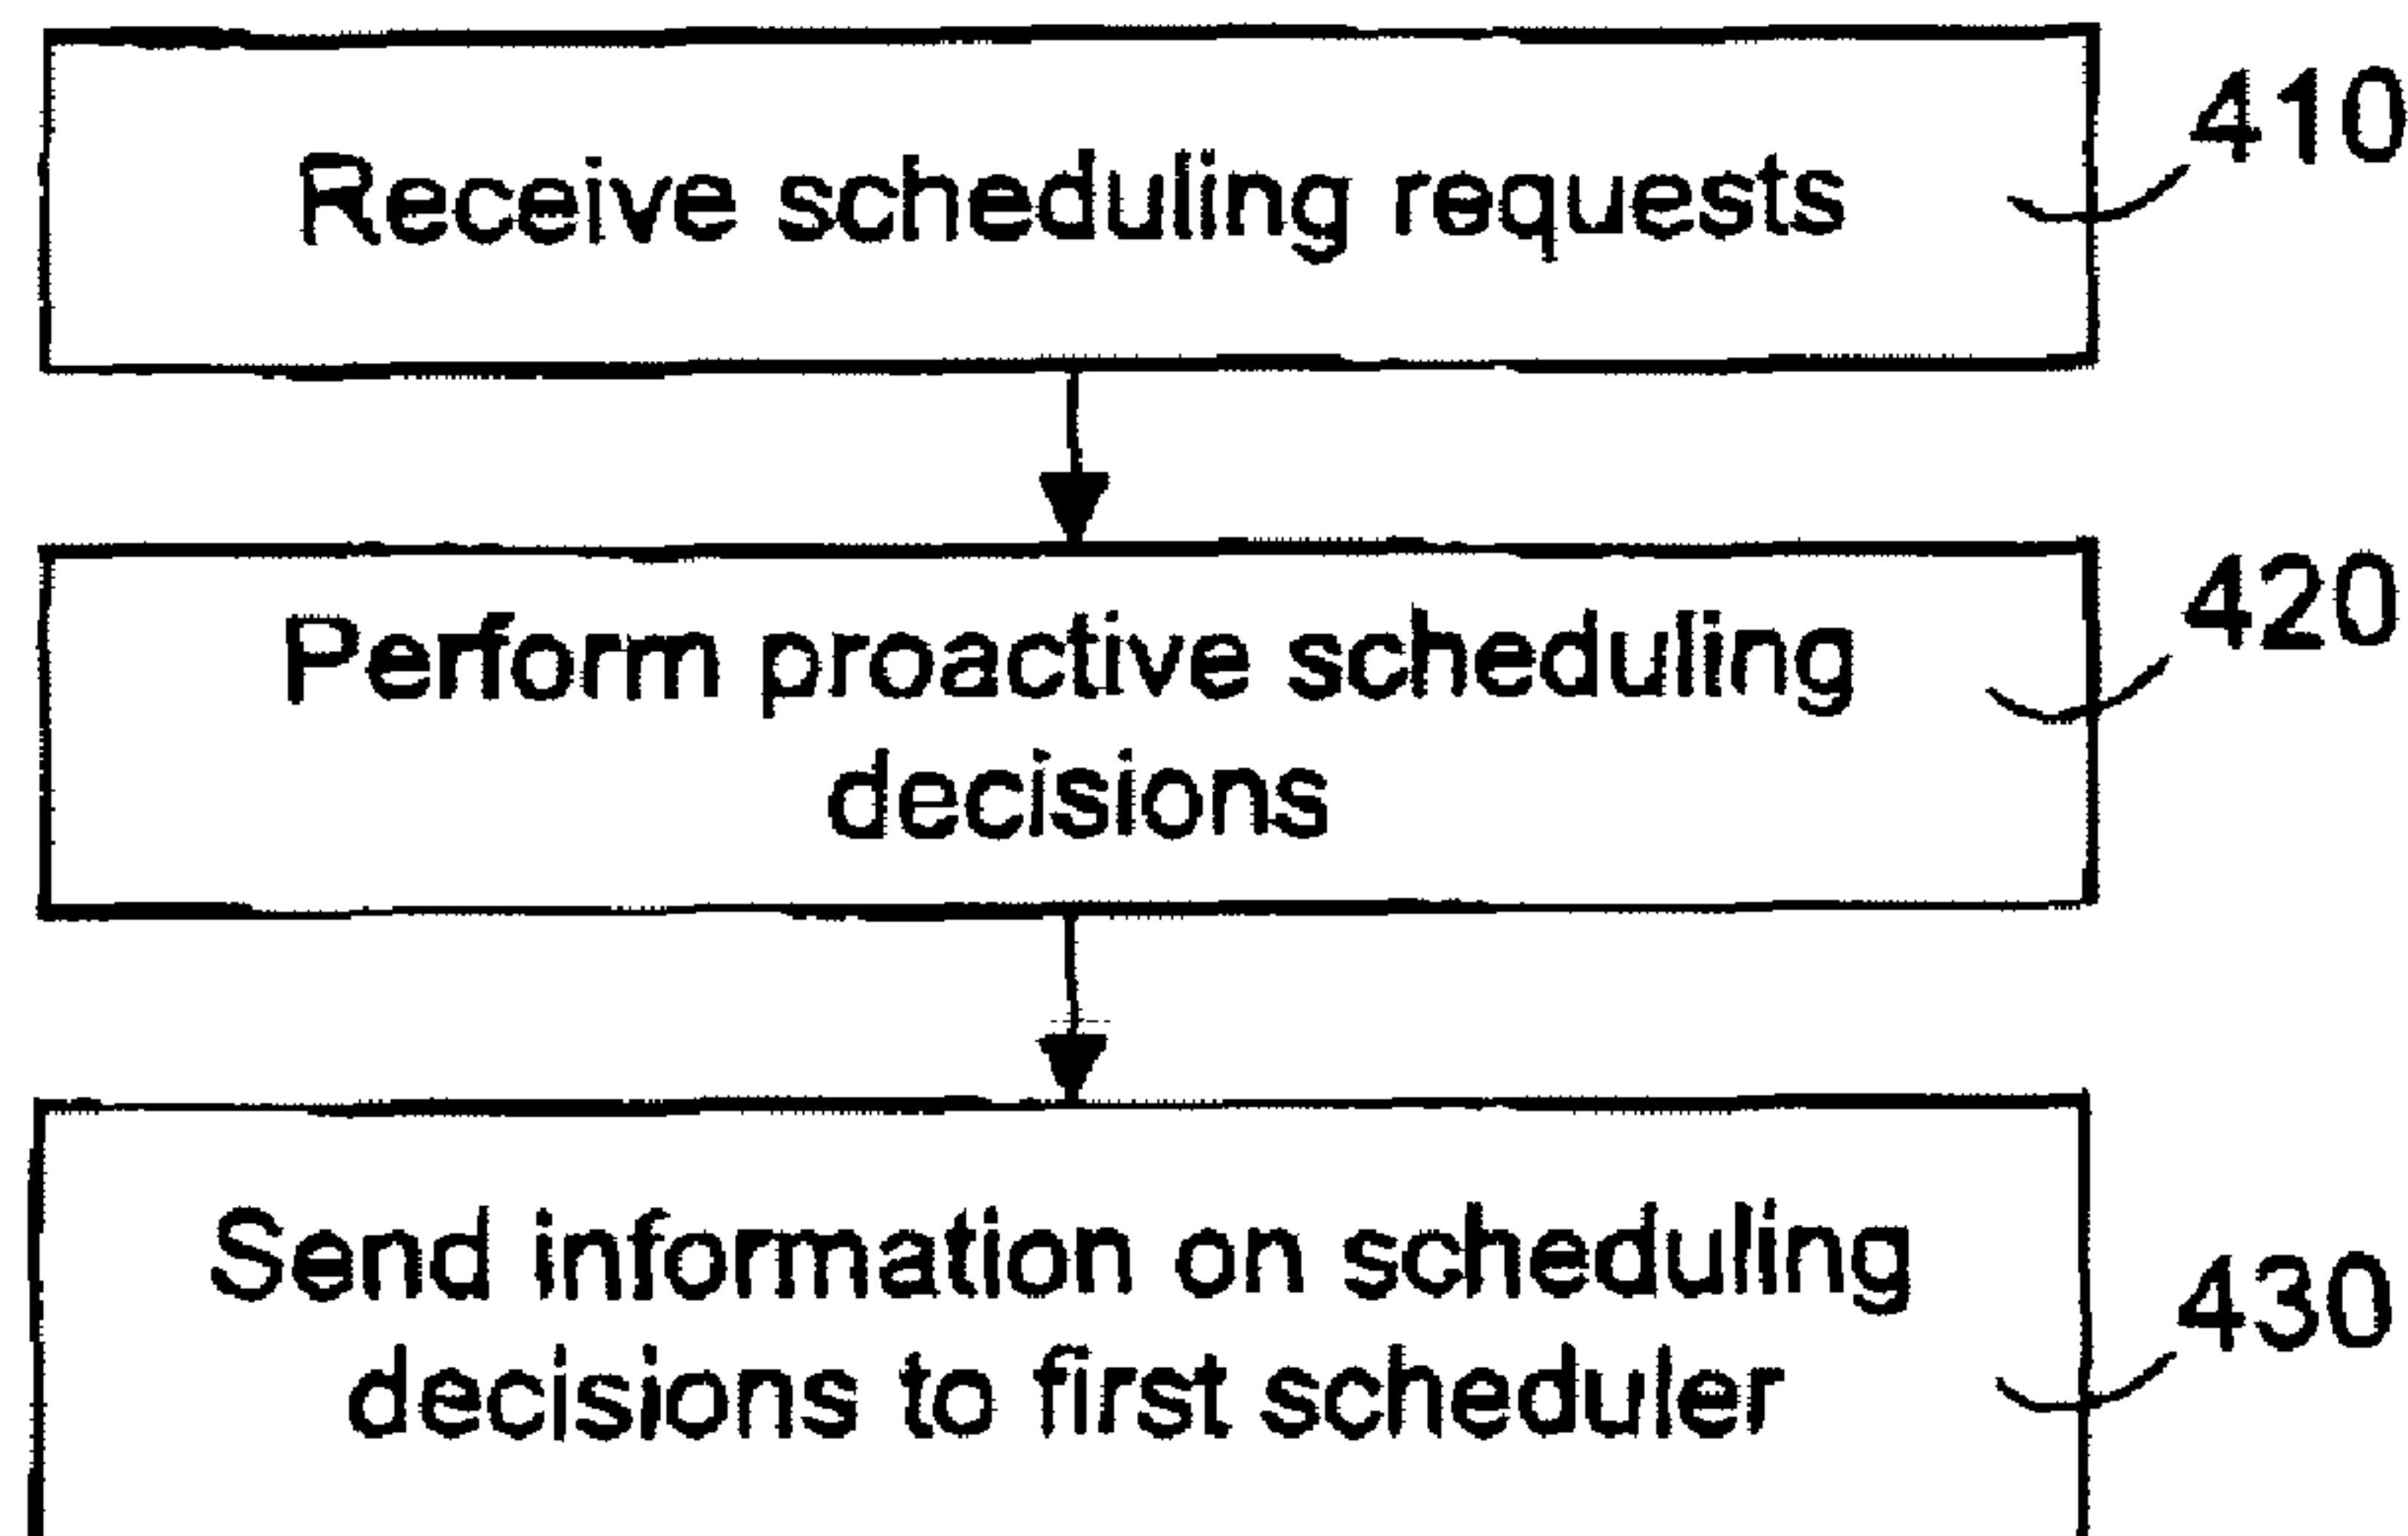 Receive scheduling requests
410
Perform proactive scheduling
decisions
420
Send information on scheduling
decisions to first scheduler
430